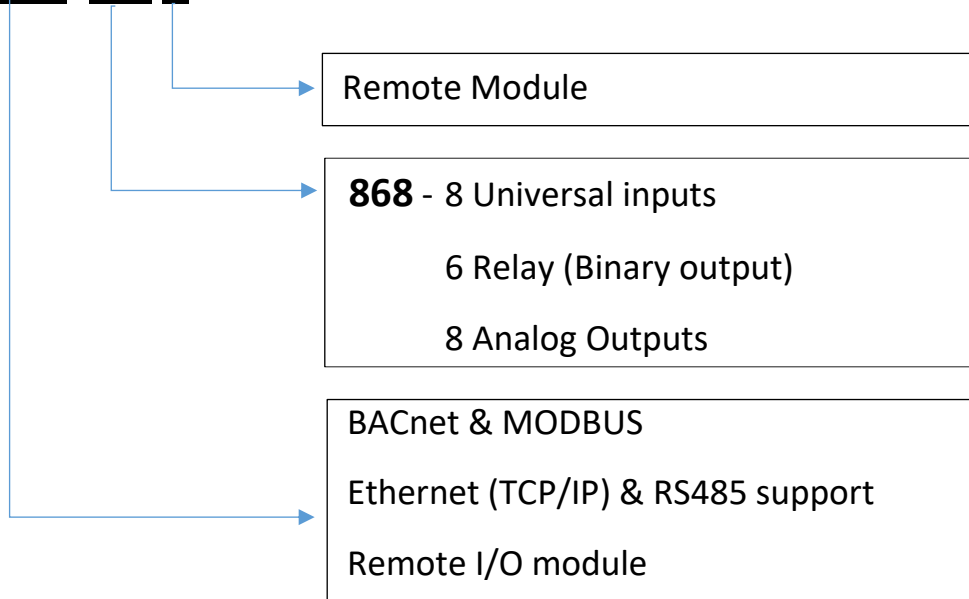 Remote Module
868 - 8 Universal inputs
6 Relay (Binary output)
8 Analog Outputs
BACnet & MODBUS
Ethernet (TCP/IP) & RS485 support
Remote I/O module